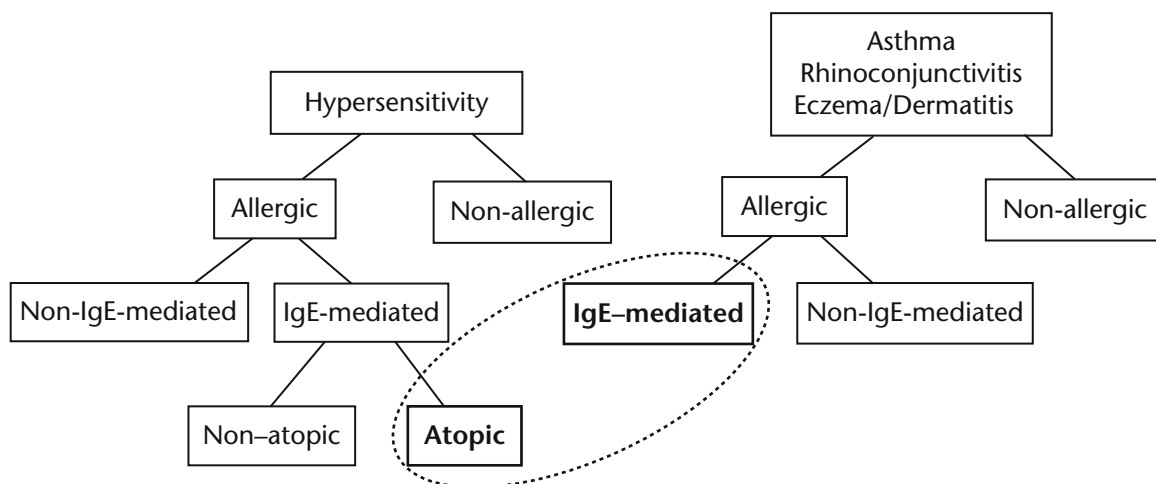 Hypersensitivity
Allergic
Non-allergic
Non-IgE-mediated
IgE-mediated
Non–atopic
Atopic
Asthma
Rhinoconjunctivitis
Eczema/Dermatitis
Allergic
Non-allergic
IgE–mediated
Non-IgE-mediated